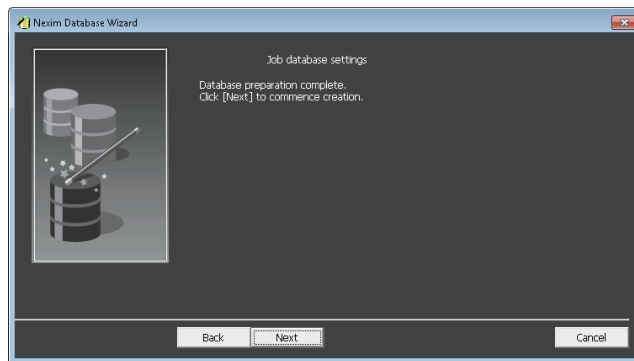 Nexim Database Wizard
Job database settings
Database preparation complete.
Click [Next] to commence creation.
Back
Next
Cancel